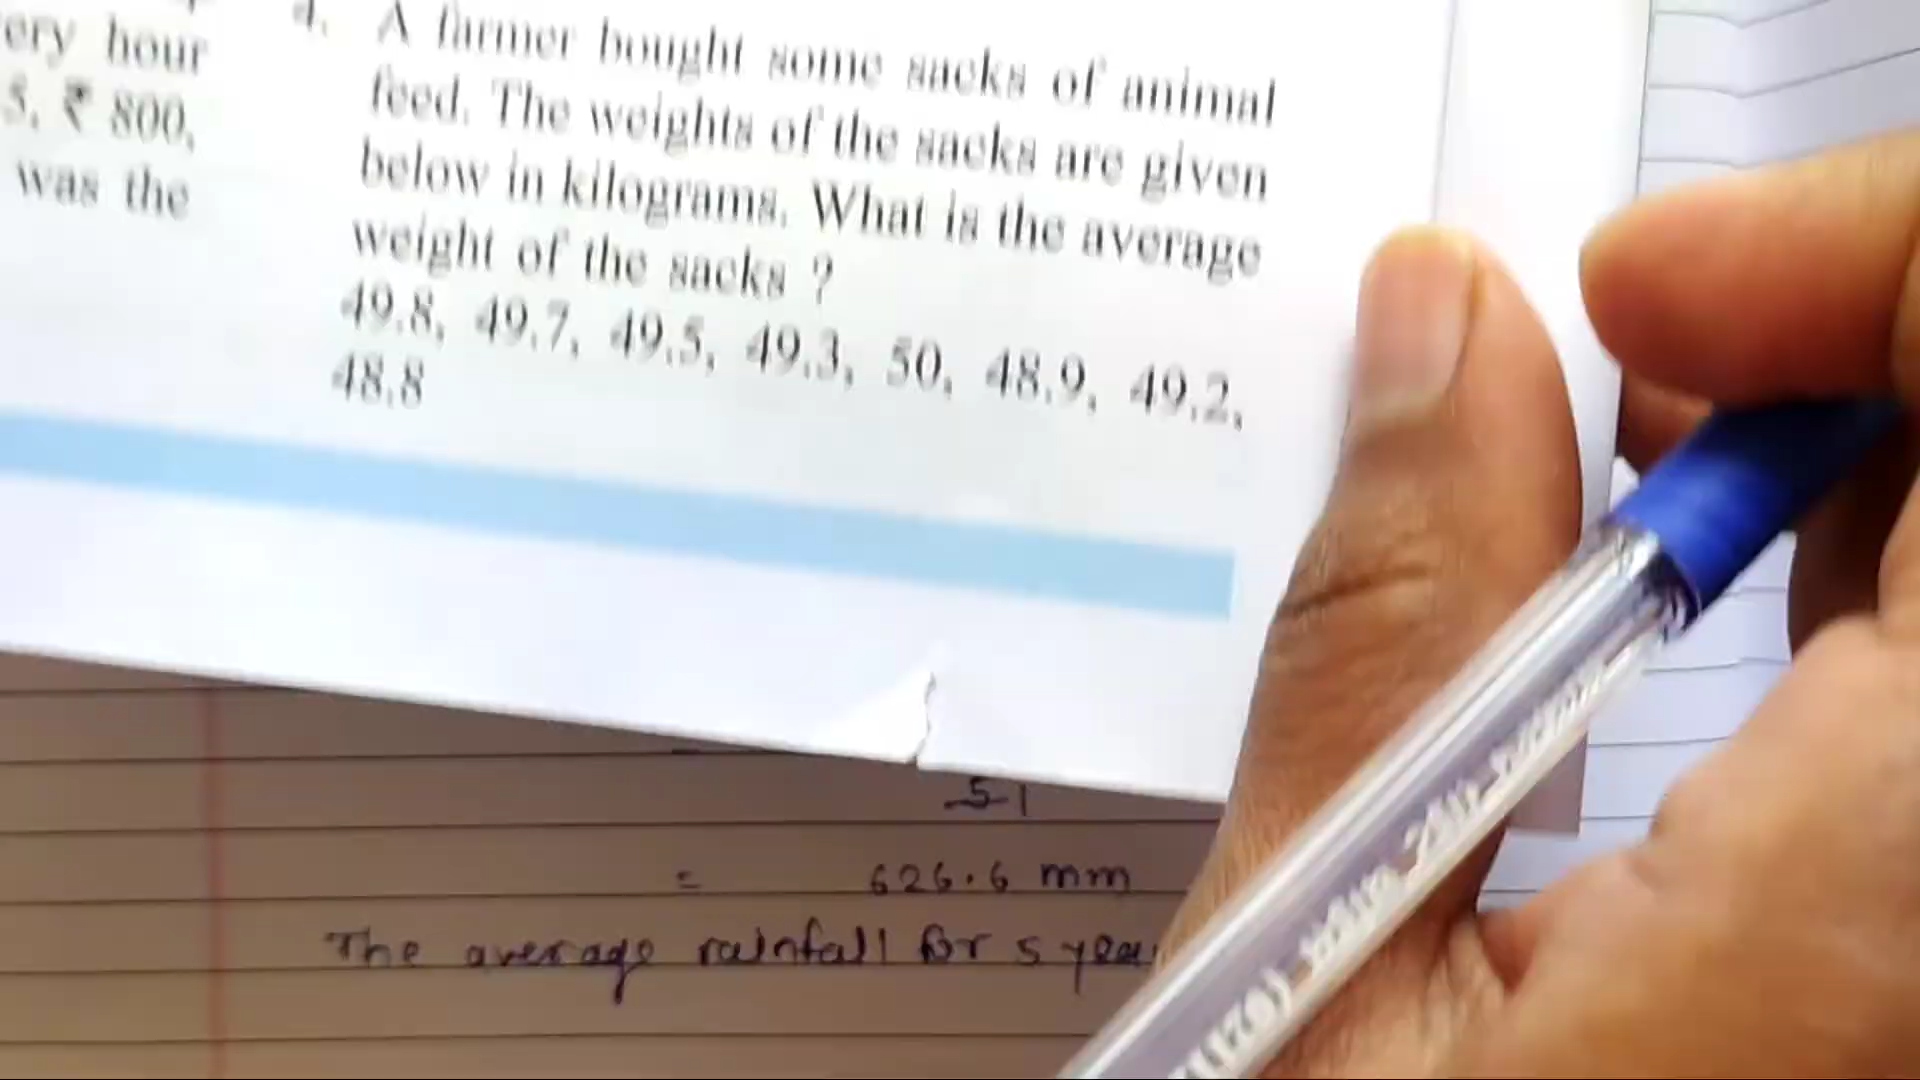 ery hour
5, ₹ 800,
was the
4. A farmer bought some sacks of animal
feed. The weights of the sacks are given
below in kilograms. What is the average
weight of the sacks ?
49.8, 49.7, 49.5, 49.3, 50, 48.9, 49.2,
48.8
5 1
= 626.6 mm
The average rainfall for 5 year